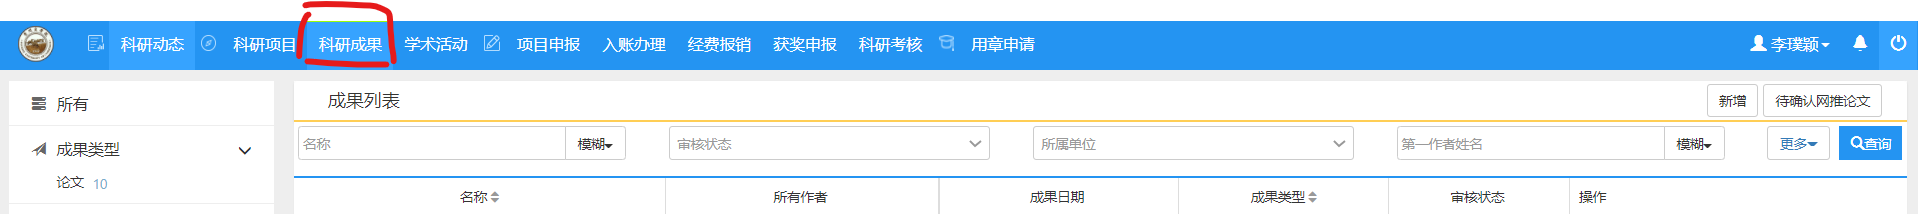 科研动态 科研项目 科研成果 学术活动 项目申报 入账办理 经费报销 获奖申报 科研考核 用章申请 李璞颖
所有
成果类型
论文 10
成果列表 新增 待确认网推论文
名称 模糊 审核状态 所属单位 第一作者姓名 模糊 更多 查询
名称 所有作者 成果日期 成果类型 审核状态 操作